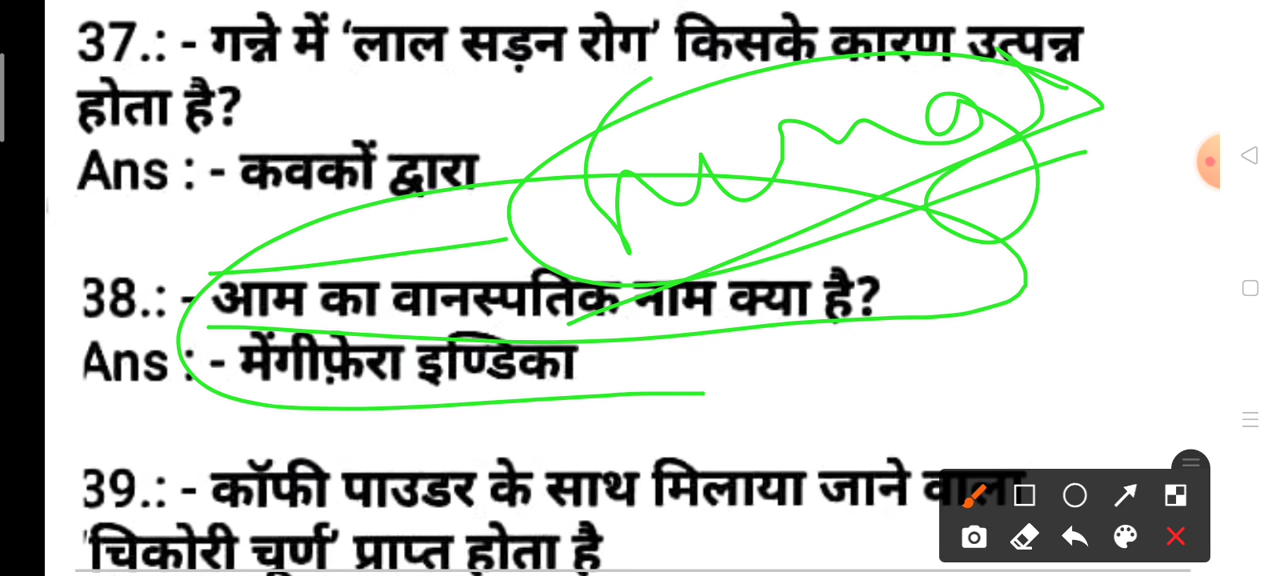 37.: - गन्ने में ‘लाल सड़न रोग’ किसके कारण उत्पन्न
होता है?
Ans : - कवकों द्वारा
38.: - आम का वानस्पतिक नाम क्या है?
Ans : - मेंगीफ़ेरा इण्डिका
39.: - कॉफी पाउडर के साथ मिलाया जाने वाला
'चिकोरी चूर्ण’ प्राप्त होता है